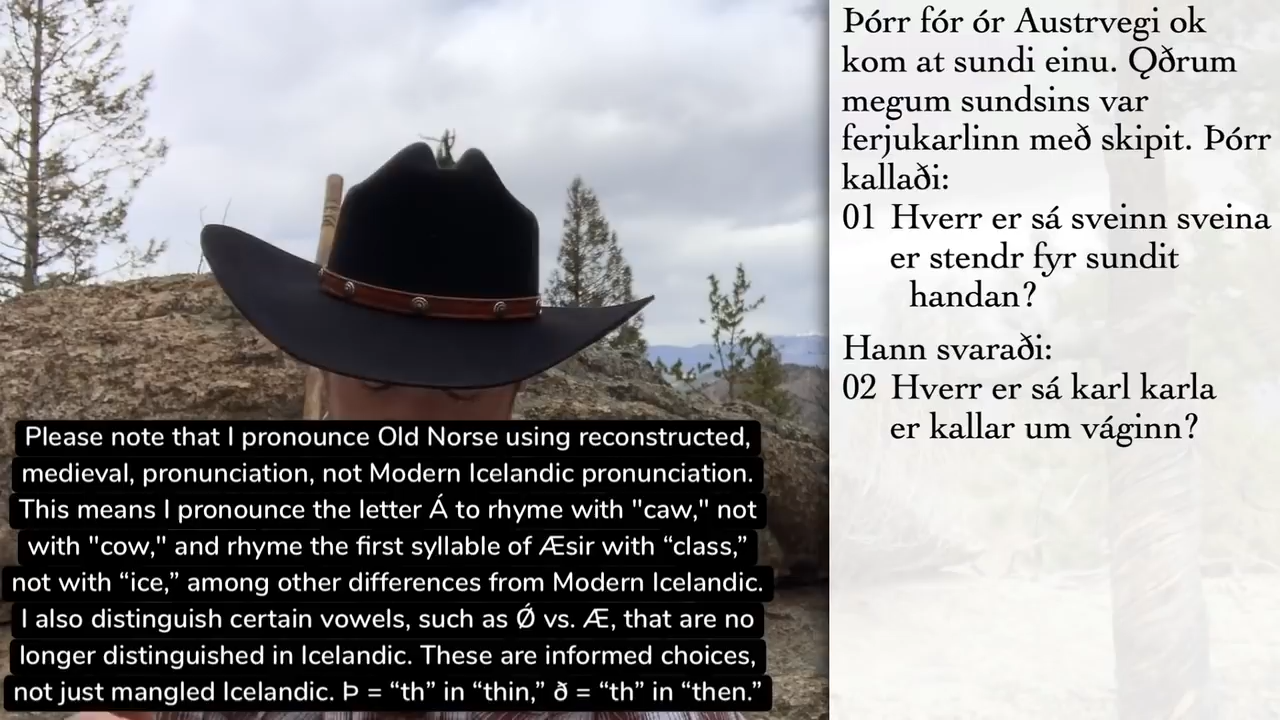 Please note that I pronounce Old Norse using reconstructed,
medieval, pronunciation, not Modern Icelandic pronunciation.
This means I pronounce the letter Á to rhyme with "caw," not
with "cow," and rhyme the first syllable of Æsir with “class,”
not with “ice,” among other differences from Modern Icelandic.
I also distinguish certain vowels, such as Ǿ vs. Æ, that are no
longer distinguished in Icelandic. These are informed choices,
not just mangled Icelandic. Þ = “th” in “thin,” ð = “th” in “then.”
Þórr fór ór Austrvegi ok
kom at sundi einu. Ǫðrum
megum sundsins var
ferjukarlinn með skipit. Þórr
kallaði:
01 Hverr er sá sveinn sveina
er stendr fyr sundit
handan?
Hann svaraði:
02 Hverr er sá karl karla
er kallar um váginn?